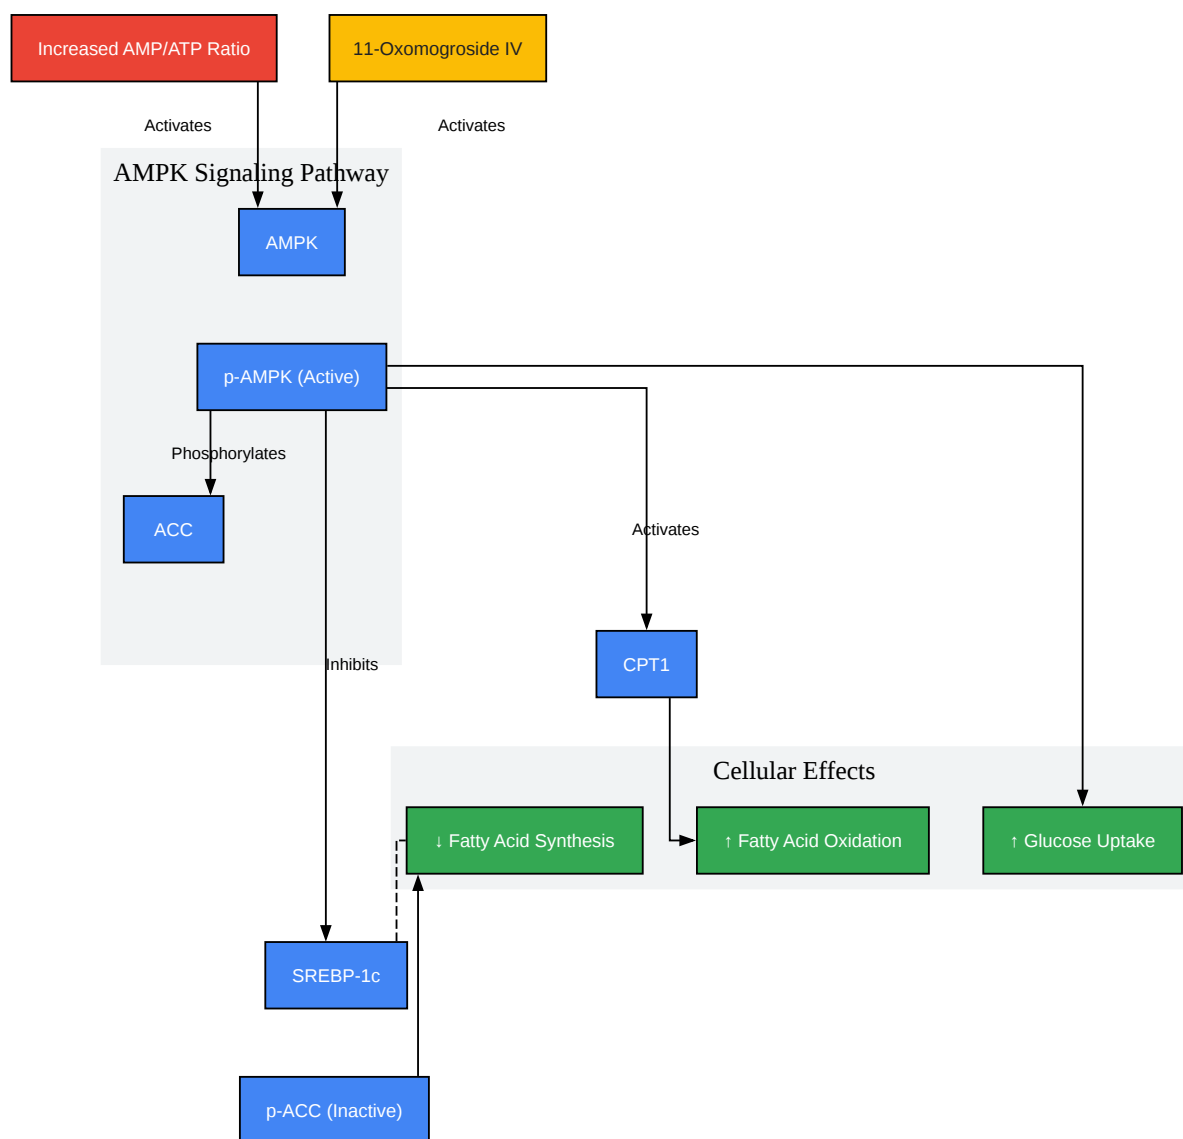 Increased AMP/ATP Ratio
11-Oxomogroside IV
Activates
Activates
AMPK Signaling Pathway
AMPK
p-AMPK (Active)
Phosphorylates
ACC
Activates
Inhibits
CPT1
Cellular Effects
↓ Fatty Acid Synthesis
↑ Fatty Acid Oxidation
↑ Glucose Uptake
SREBP-1c
p-ACC (Inactive)